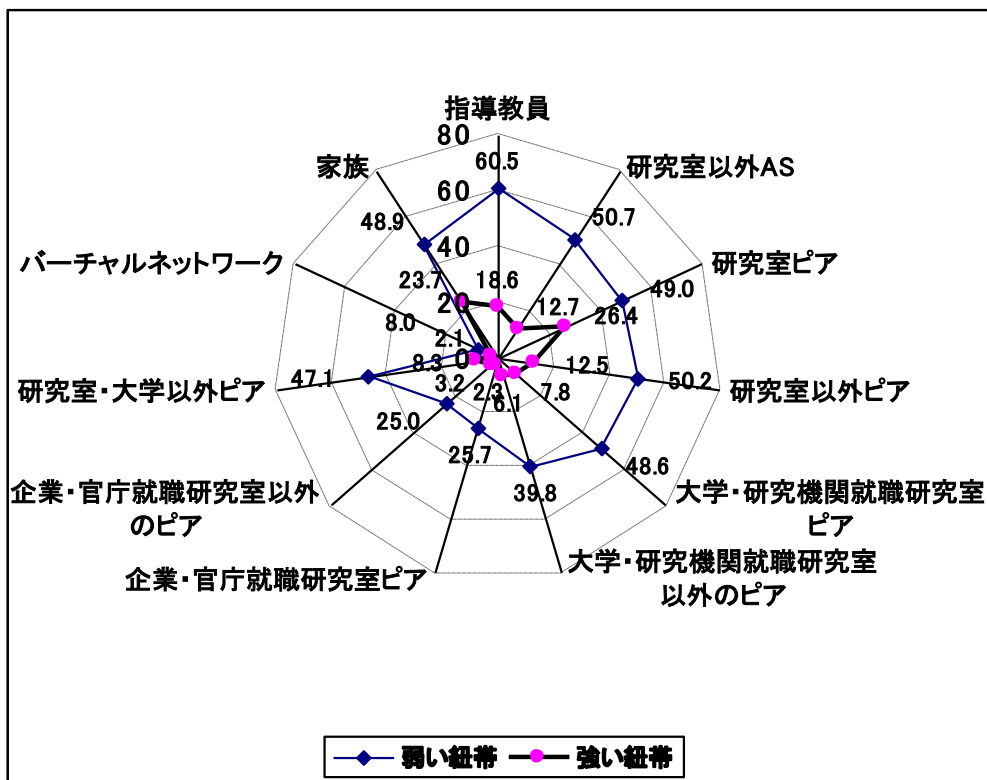 指導教員
80
60.5
家族
研究室以外AS
60
48.9
50.7
40
バーチャルネットワーク
研究室ピア
23.7
18.6
49.0
20
12.7
26.4
8.0
2.1
0
8.3
12.5
50.2
研究室以外ピア
47.1
研究室・大学以外ピア
3.2
2.3
6.1
7.8
25.0
25.7
48.6
39.8
企業・官庁就職研究室以外
のピア
大学・研究機関就職研究室
ピア
企業・官庁就職研究室ピア
大学・研究機関就職研究室
以外のピア
弱い紐帯
強い紐帯